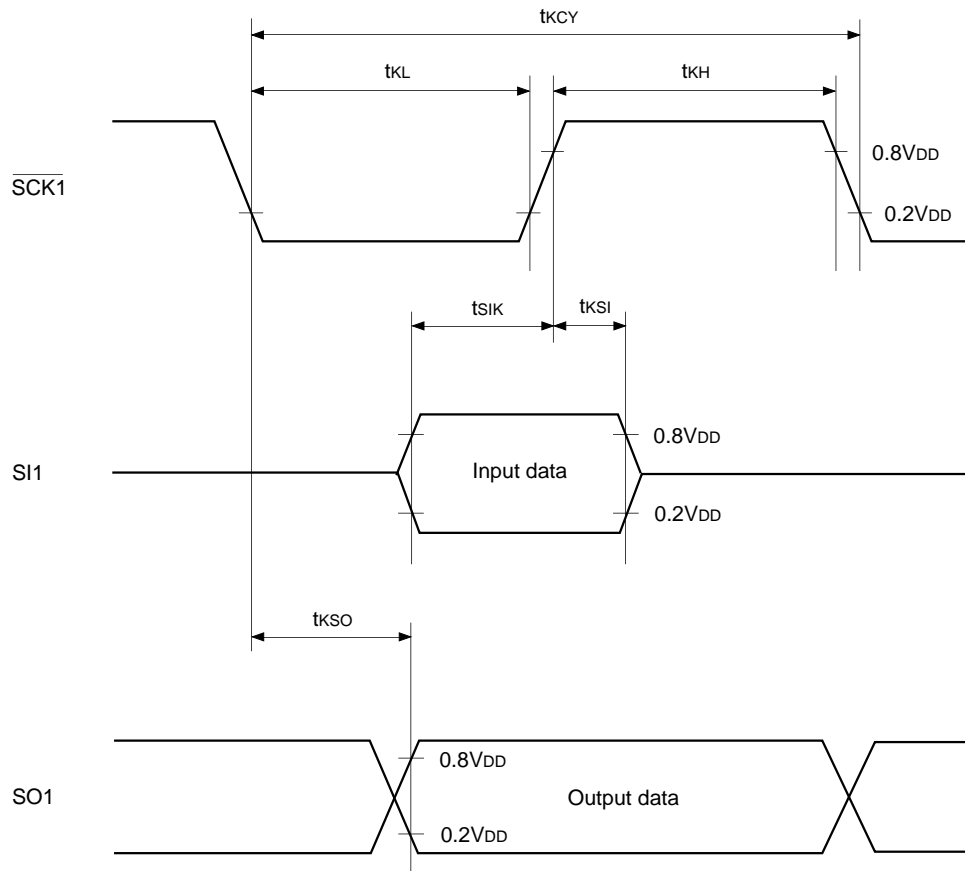 tKCY
tKL
tKH
SCK1
0.8VDD
0.2VDD
tSIK
tKSI
SI1
Input data
0.8VDD
0.2VDD
tKSO
SO1
0.8VDD
Output data
0.2VDD